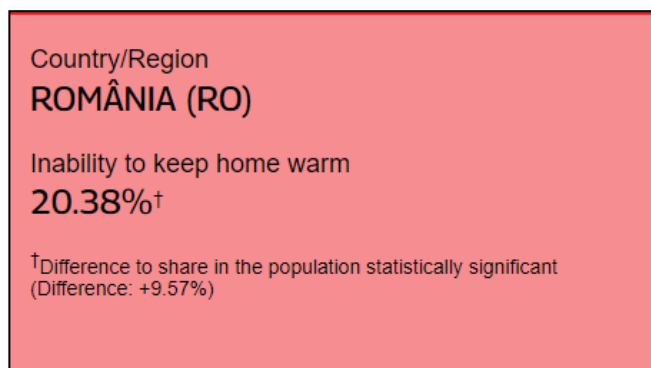 Country/Region
ROMÂNIA (RO)
Inability to keep home warm
20.38%†
†Difference to share in the population statistically significant
(Difference: +9.57%)